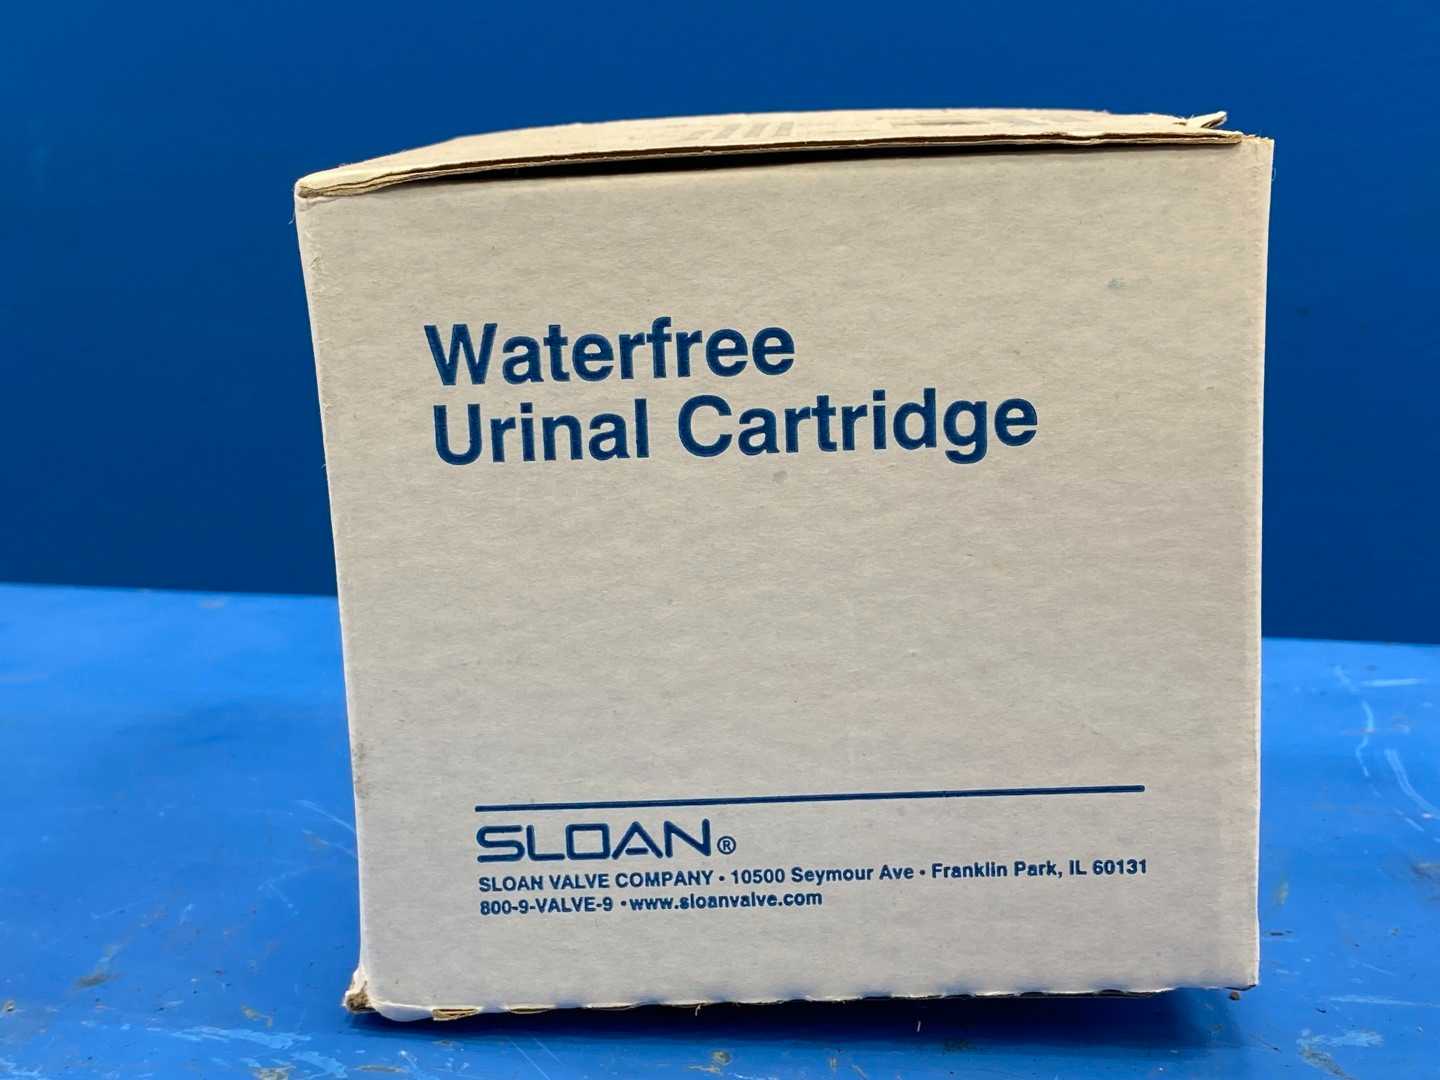 Waterfree
Urinal Cartridge
SLOAN®
SLOAN VALVE COMPANY • 10500 Seymour Ave • Franklin Park, IL 60131
800-9-VALVE-9 • www.sloanvalve.com